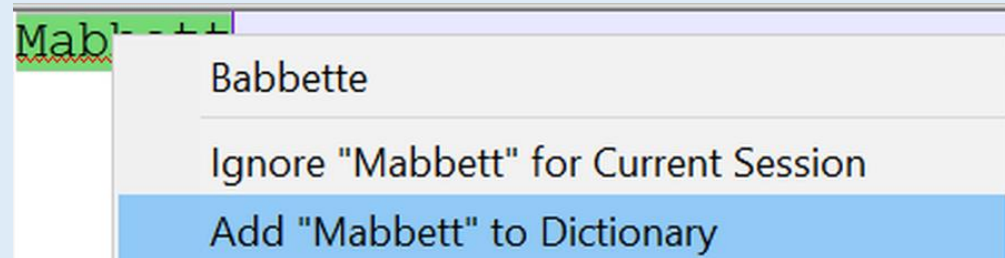 Mabbett
Babbette
Ignore "Mabbett" for Current Session
Add "Mabbett" to Dictionary